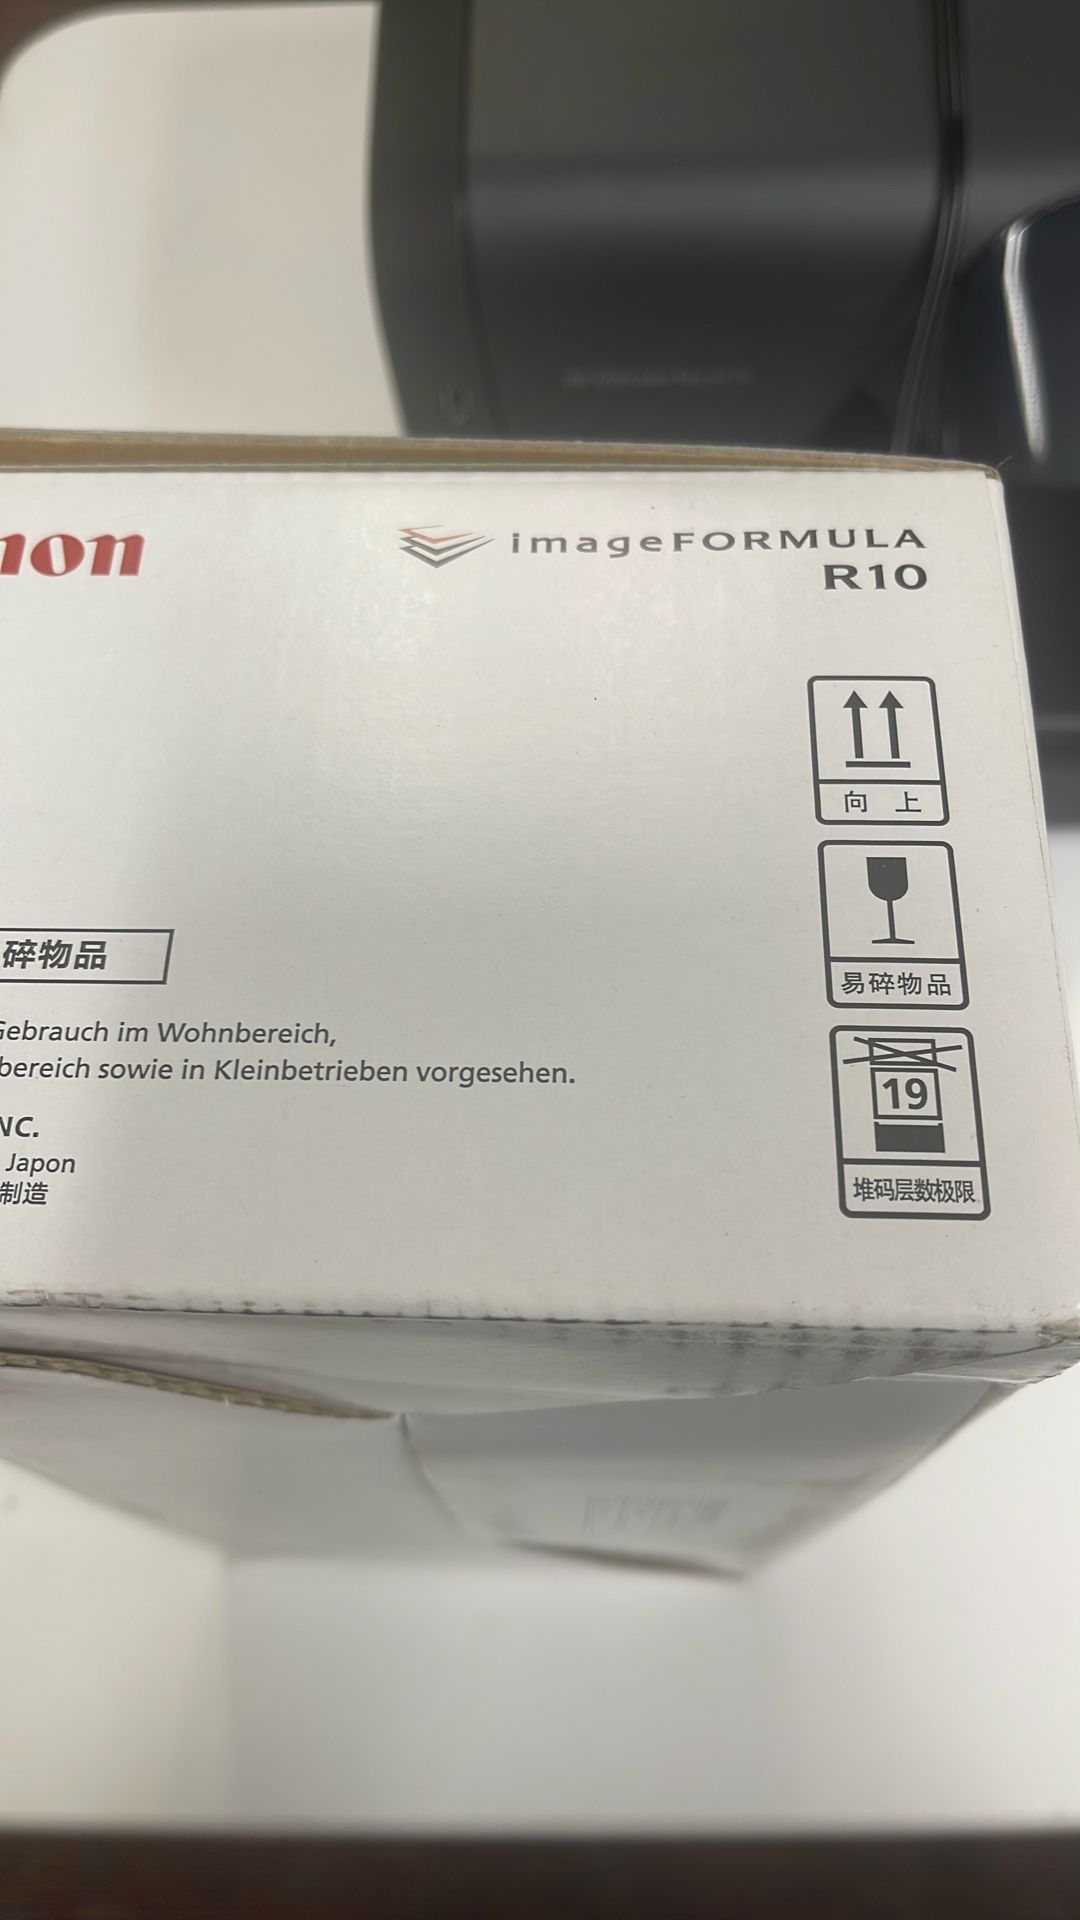 non
imageFORMULA
R10
向 上
易碎物品
碎物品
Gebrauch im Wohnbereich,
bereich sowie in Kleinbetrieben vorgesehen.
19
堆码层数极限
NC.
Japon
制造